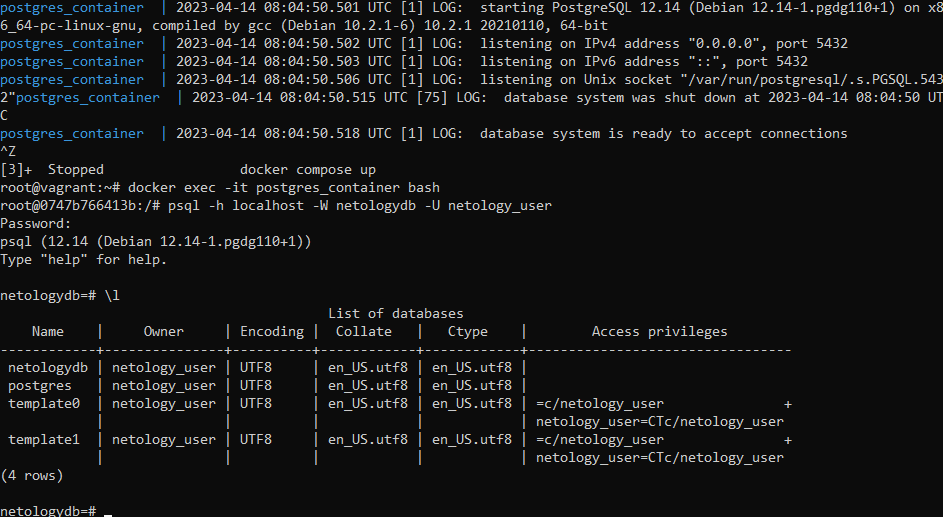 postgres_container  | 2023-04-14 08:04:50.501 UTC [1] LOG:  starting PostgreSQL 12.14 (Debian 12.14-1.pgdg110+1) on x8
6_64-pc-linux-gnu, compiled by gcc (Debian 10.2.1-6) 10.2.1 20210110, 64-bit
postgres_container  | 2023-04-14 08:04:50.502 UTC [1] LOG:  listening on IPv4 address "0.0.0.0", port 5432
postgres_container  | 2023-04-14 08:04:50.503 UTC [1] LOG:  listening on IPv6 address "::", port 5432
postgres_container  | 2023-04-14 08:04:50.506 UTC [1] LOG:  listening on Unix socket "/var/run/postgresql/.s.PGSQL.543
2"postgres_container  | 2023-04-14 08:04:50.515 UTC [75] LOG:  database system was shut down at 2023-04-14 08:04:50 UT
C
postgres_container  | 2023-04-14 08:04:50.518 UTC [1] LOG:  database system is ready to accept connections
^Z
[3]+  Stopped                 docker compose up
root@vagrant:~# docker exec -it postgres_container bash
root@0747b766413b:/# psql -h localhost -W netologydb -U netology_user
Password:
psql (12.14 (Debian 12.14-1.pgdg110+1))
Type "help" for help.
netologydb=# \l
                                         List of databases
    Name    |     Owner     | Encoding |  Collate   |   Ctype    |        Access privileges
------------+---------------+----------+------------+------------+---------------------------------
 netologydb | netology_user | UTF8     | en_US.utf8 | en_US.utf8 |
 postgres   | netology_user | UTF8     | en_US.utf8 | en_US.utf8 |
 template0  | netology_user | UTF8     | en_US.utf8 | en_US.utf8 | =c/netology_user               +
            |               |          |            |            | netology_user=CTc/netology_user
 template1  | netology_user | UTF8     | en_US.utf8 | en_US.utf8 | =c/netology_user               +
            |               |          |            |            | netology_user=CTc/netology_user
(4 rows)
netologydb=# _